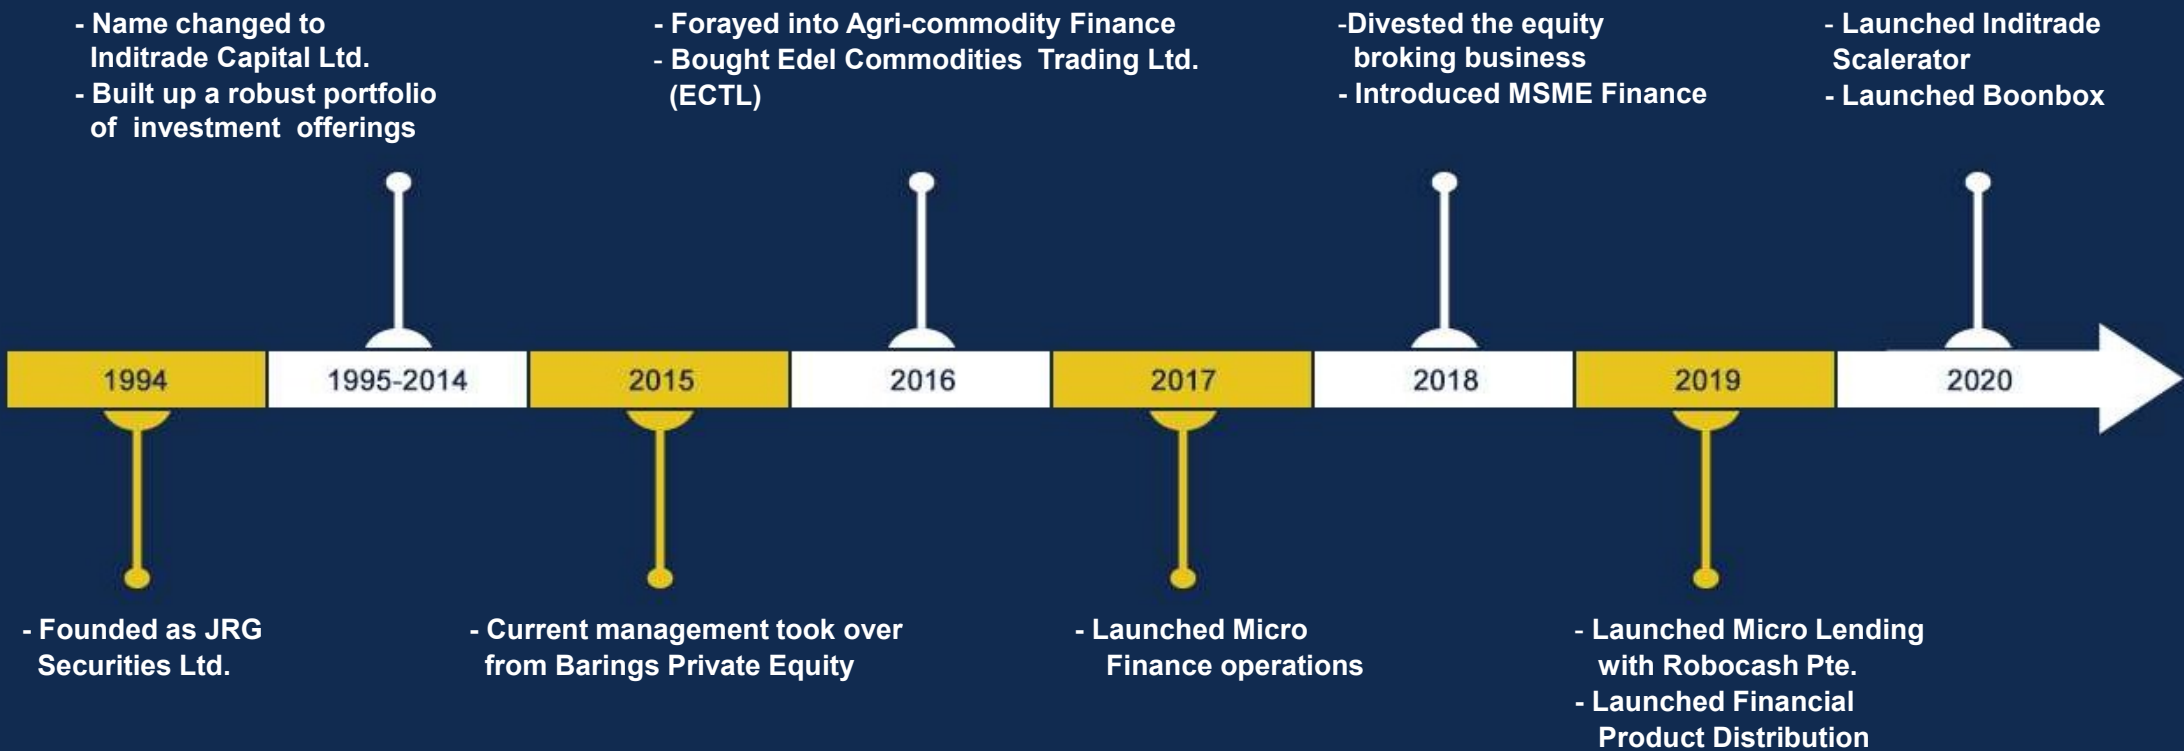 - Name changed to
Inditrade Capital Ltd.
- Built up a robust portfolio
of investment offerings
- Forayed into Agri-commodity Finance
- Bought Edel Commodities Trading Ltd.
(ECTL)
-Divested the equity
broking business
- Introduced MSME Finance
- Launched Inditrade
Scalerator
- Launched Boonbox
1994
1995-2014
2015
2016
2017
2018
2019
2020
- Founded as JRG
Securities Ltd.
- Current management took over
from Barings Private Equity
- Launched Micro
Finance operations
- Launched Micro Lending
with Robocash Pte.
- Launched Financial
Product Distribution